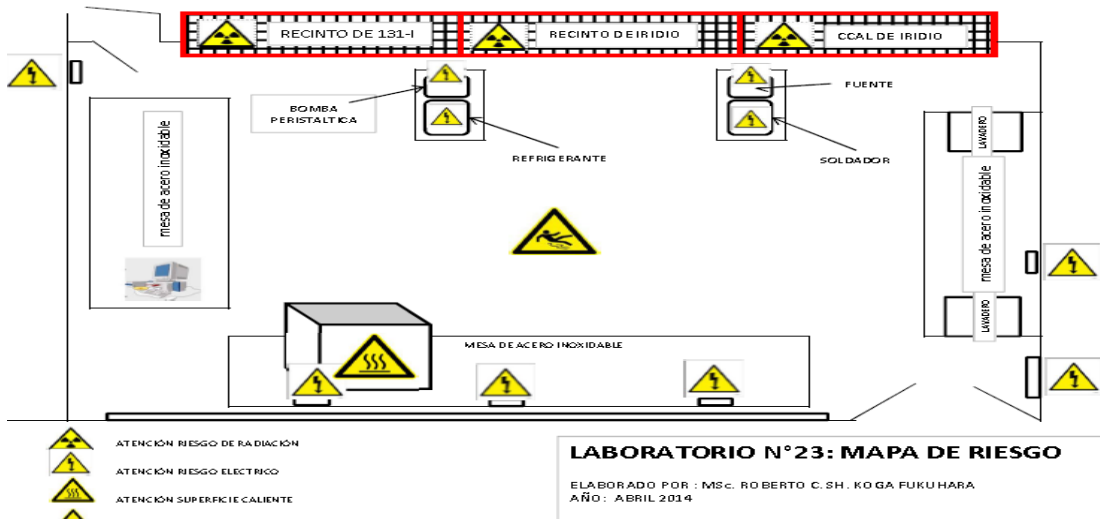 RECINTO DE 131-I
RECINTO DE IRIDIO
CCAL DE IRIDIO
BOMBA
PERISTALTICA
REFRIGERANTE
FUENTE
SOLDADOR
mesa de acero inoxidable
LAVADERO
mesa de acero inoxidable
LAVADERO
MESA DE ACERO INOXIDABLE
ATENCIÓN RIESGO DE RADIACIÓN
ATENCIÓN RIESGO ELECTRICO
ATENCIÓN SUPERFICIE CALIENTE
LABORATORIO N°23: MAPA DE RIESGO
ELABORADO POR : MSc. ROBERTO C. SH. KOGA FUKUHARA
AÑO : ABRIL 2014